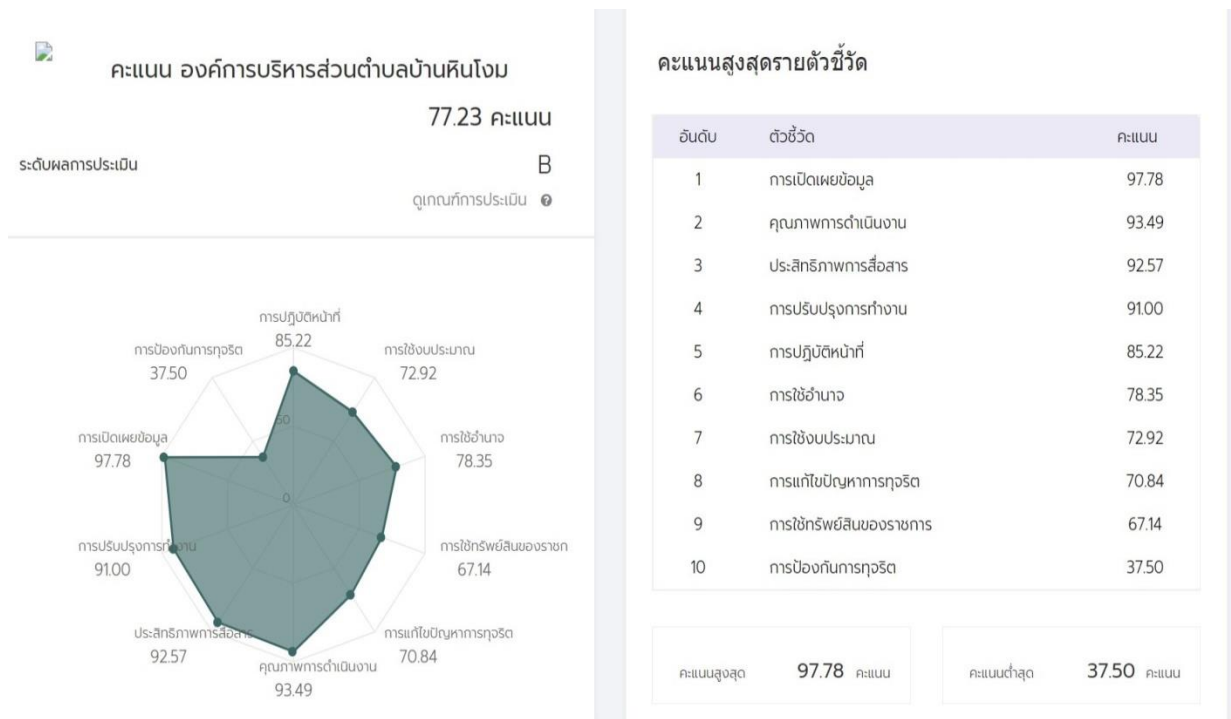 คะแนน องค์การบริหารส่วนตำบลบ้านหินโงม
77.23 คะแนน
ระดับผลการประเมิน B
ดูเกณฑ์การประเมิน ?
การปฏิบัติหน้าที่
85.22
การป้องกันการทุจริต
37.50
การใช้งบประมาณ
72.92
50
การเปิดเผยข้อมูล
97.78
การใช้อำนาจ
78.35
0
การปรับปรุงการทำงาน
91.00
การใช้ทรัพย์สินของราชก
67.14
ประสิทธิภาพการสื่อสาร
92.57
การแก้ไขปัญหาการทุจริต
70.84
คุณภาพการดำเนินงาน
93.49
คะแนนสูงสุดรายตัวชี้วัด
อันดับ ตัวชี้วัด คะแนน
1 การเปิดเผยข้อมูล 97.78
2 คุณภาพการดำเนินงาน 93.49
3 ประสิทธิภาพการสื่อสาร 92.57
4 การปรับปรุงการทำงาน 91.00
5 การปฏิบัติหน้าที่ 85.22
6 การใช้อำนาจ 78.35
7 การใช้งบประมาณ 72.92
8 การแก้ไขปัญหาการทุจริต 70.84
9 การใช้ทรัพย์สินของราชการ 67.14
10 การป้องกันการทุจริต 37.50
คะแนนสูงสุด 97.78 คะแนน
คะแนนต่ำสุด 37.50 คะแนน